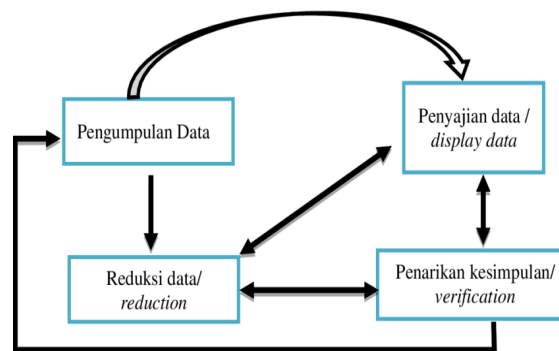 Pengumpulan Data
Penyajian data /
display data
Reduksi data/
reduction
Penarikan kesimpulan/
verification